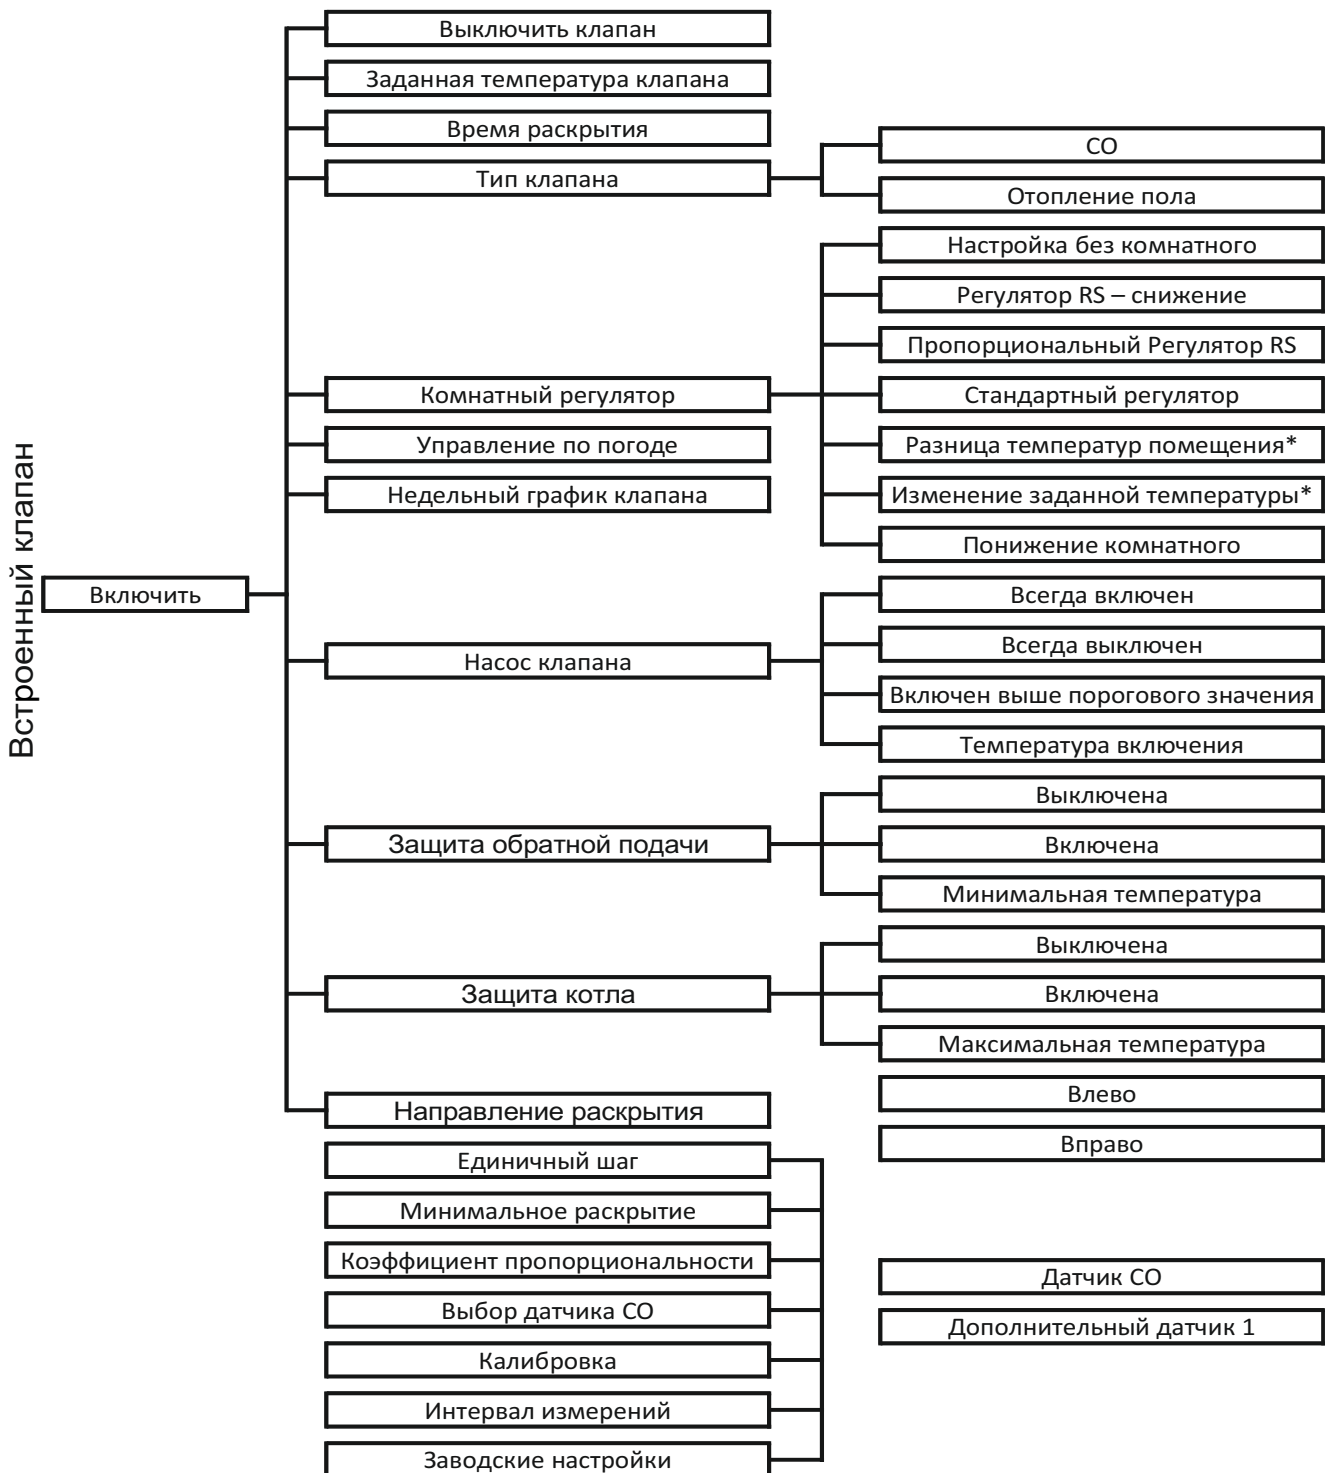 Встроенный клапан
Включить
Выключить клапан
Заданная температура клапана
Время раскрытия
Тип клапана
СО
Отопление пола
Комнатный регулятор
Настройка без комнатного
Регулятор RS – снижение
Пропорциональный Регулятор RS
Стандартный регулятор
Разница температур помещения*
Изменение заданной температуры*
Понижение комнатного
Управление по погоде
Недельный график клапана
Насос клапана
Всегда включен
Всегда выключен
Включен выше порогового значения
Температура включения
Защита обратной подачи
Выключена
Включена
Минимальная температура
Защита котла
Выключена
Включена
Максимальная температура
Направление раскрытия
Влево
Вправо
Единичный шаг
Минимальное раскрытие
Коэффициент пропорциональности
Выбор датчика СО
Датчик СО
Дополнительный датчик 1
Калибровка
Интервал измерений
Заводские настройки